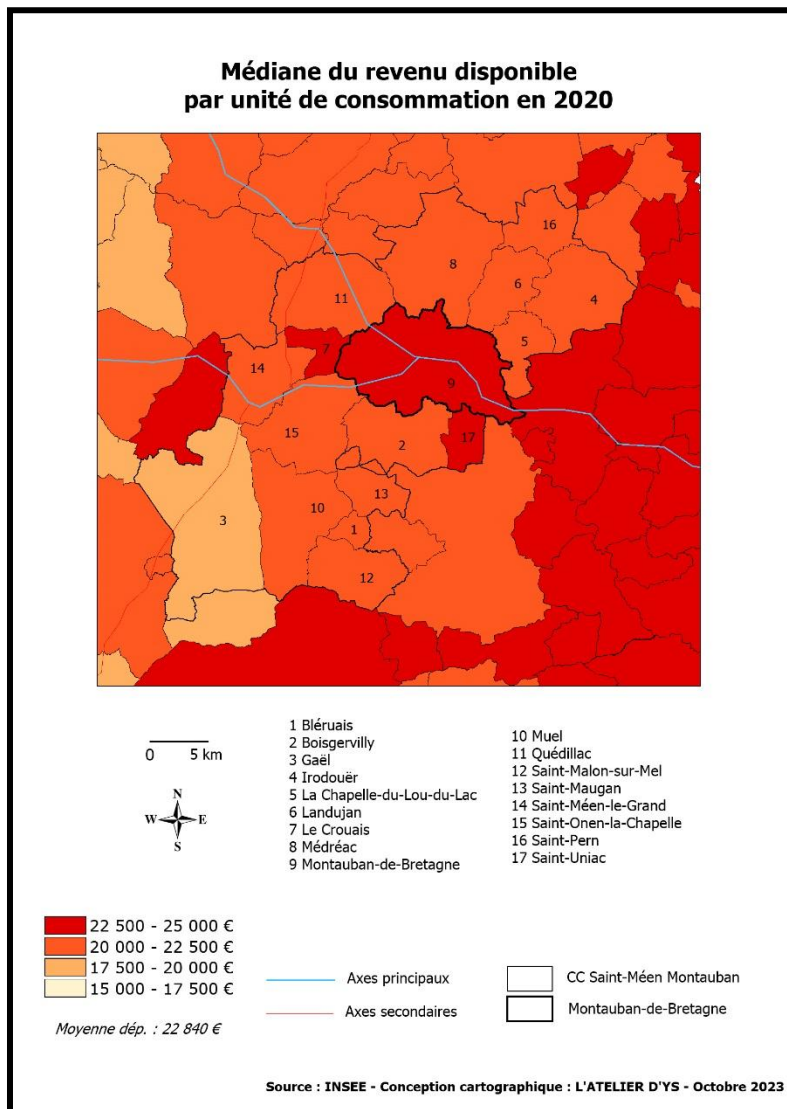 Médiane du revenu disponible
par unité de consommation en 2020
16
8
6
11
4
5
7
14
9
15
17
2
13
10
3
1
12
0 5 km
N
W E
S
1 Bléruais
2 Boisgervilly
3 Gaël
4 Irodouër
5 La Chapelle-du-Lou-du-Lac
6 Landujan
7 Le Crouais
8 Médréac
9 Montauban-de-Bretagne
10 Muel
11 Quédillac
12 Saint-Malon-sur-Mel
13 Saint-Maugan
14 Saint-Méen-le-Grand
15 Saint-Onen-la-Chapelle
16 Saint-Pern
17 Saint-Uniac
22 500 - 25 000 €
20 000 - 22 500 €
17 500 - 20 000 €
15 000 - 17 500 €
Moyenne dép. : 22 840 €
Axes principaux
Axes secondaires
CC Saint-Méen Montauban
Montauban-de-Bretagne
Source : INSEE - Conception cartographique : L'ATELIER D'YS - Octobre 2023